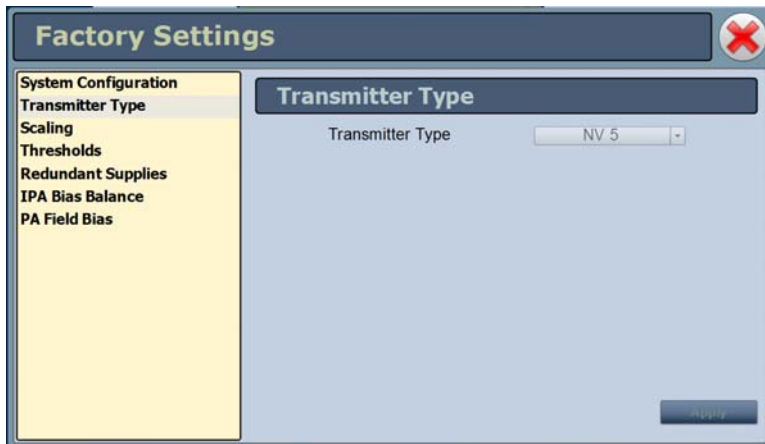 Factory Settings
System Configuration
Transmitter Type
Scaling
Thresholds
Redundant Supplies
IPA Bias Balance
PA Field Bias
Transmitter Type
Transmitter Type NV 5
Apply